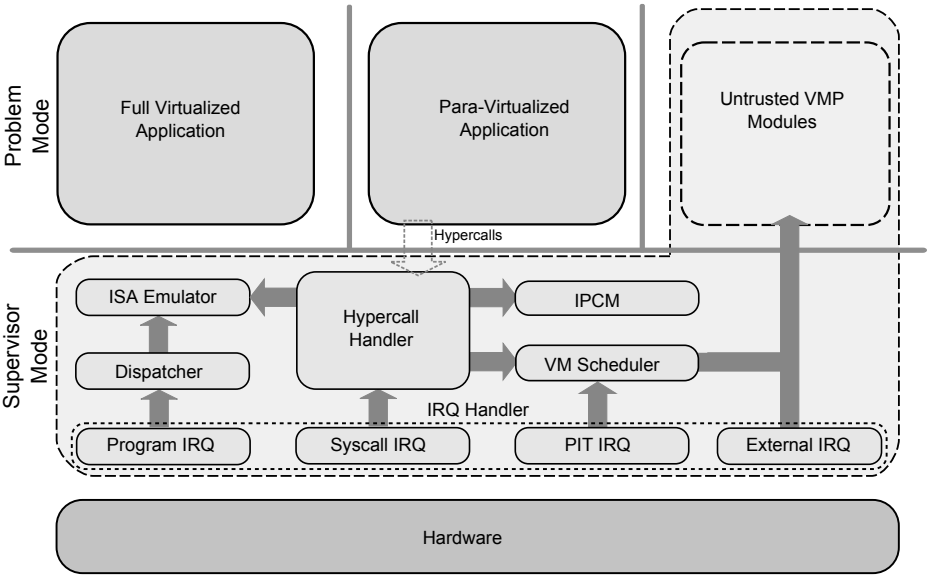 Problem
Mode
Full Virtualized
Application
Para-Virtualized
Application
Untrusted VMP
Modules
Hypercalls
Supervisor
Mode
ISA Emulator
Hypercall
Handler
IPCM
Dispatcher
VM Scheduler
IRQ Handler
Program IRQ
Syscall IRQ
PIT IRQ
External IRQ
Hardware